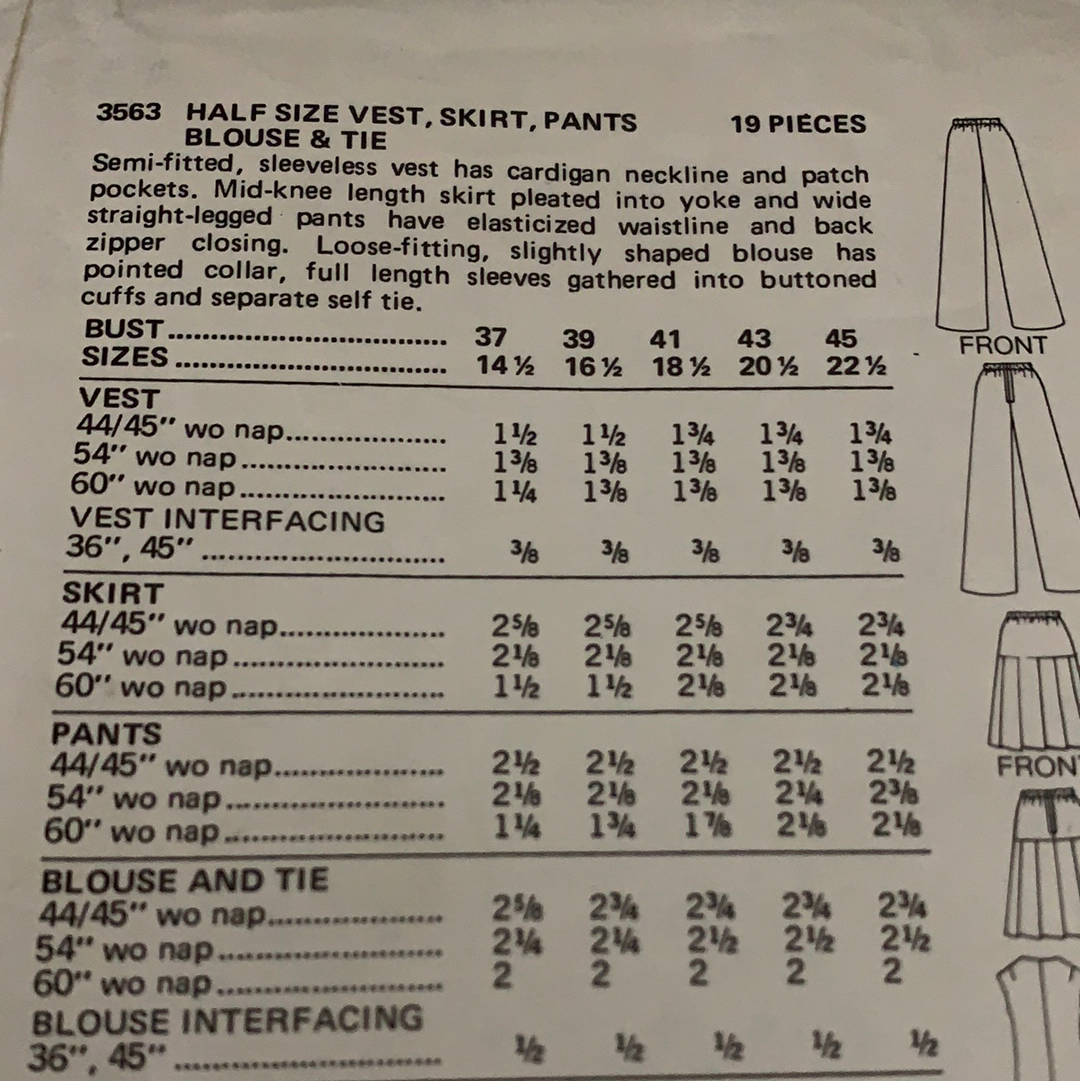 3563 HALF SIZE VEST, SKIRT, PANTS 19 PIECES
BLOUSE & TIE
Semi-fitted, sleeveless vest has cardigan neckline and patch
pockets. Mid-knee length skirt pleated into yoke and wide
straight-legged pants have elasticized waistline and back
zipper closing. Loose-fitting, slightly shaped blouse has
pointed collar, full length sleeves gathered into buttoned
cuffs and separate self tie.
BUST.................................. 37 39 41 43 45
SIZES................................. 14 ½ 16 ½ 18 ½ 20 ½ 22 ½
FRONT
VEST
44/45" wo nap.................... 1½ 1½ 1¾ 1¾ 1¾
54" wo nap......................... 1⅜ 1⅜ 1⅜ 1⅜ 1⅜
60" wo nap......................... 1¼ 1⅜ 1⅜ 1⅜ 1⅜
VEST INTERFACING
36", 45".............................. ⅜ ⅜ ⅜ ⅜ ⅜
SKIRT
44/45" wo nap.................... 2⅝ 2⅝ 2⅝ 2¾ 2¾
54" wo nap......................... 2⅛ 2⅛ 2⅛ 2⅛ 2⅛
60" wo nap......................... 1½ 1½ 2⅛ 2⅛ 2⅛
PANTS
44/45" wo nap.................... 2½ 2½ 2½ 2½ 2½
FRON
54" wo nap......................... 2⅛ 2⅛ 2⅛ 2¼ 2⅜
60" wo nap......................... 1¼ 1¾ 1⅞ 2⅛ 2⅛
BLOUSE AND TIE
44/45" wo nap.................... 2⅝ 2¾ 2¾ 2¾ 2¾
54" wo nap......................... 2¼ 2¼ 2½ 2½ 2½
60" wo nap......................... 2 2 2 2 2
BLOUSE INTERFACING
36", 45".............................. ½ ½ ½ ½ ½